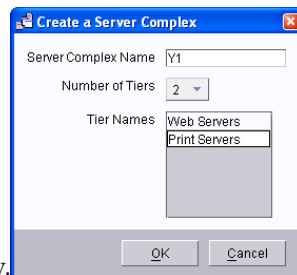 Create a Server Complex
Server Complex Name Y1
Number of Tiers 2
Tier Names Web Servers
Print Servers
OK Cancel